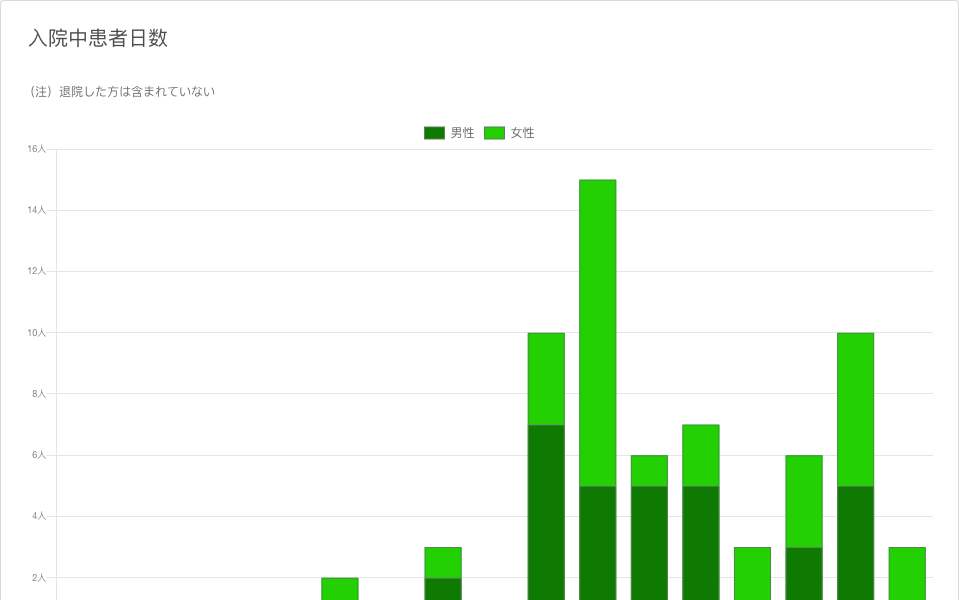 入院中患者日数
（注）退院した方は含まれていない
男性 女性
16人
14人
12人
10人
8人
6人
4人
2人